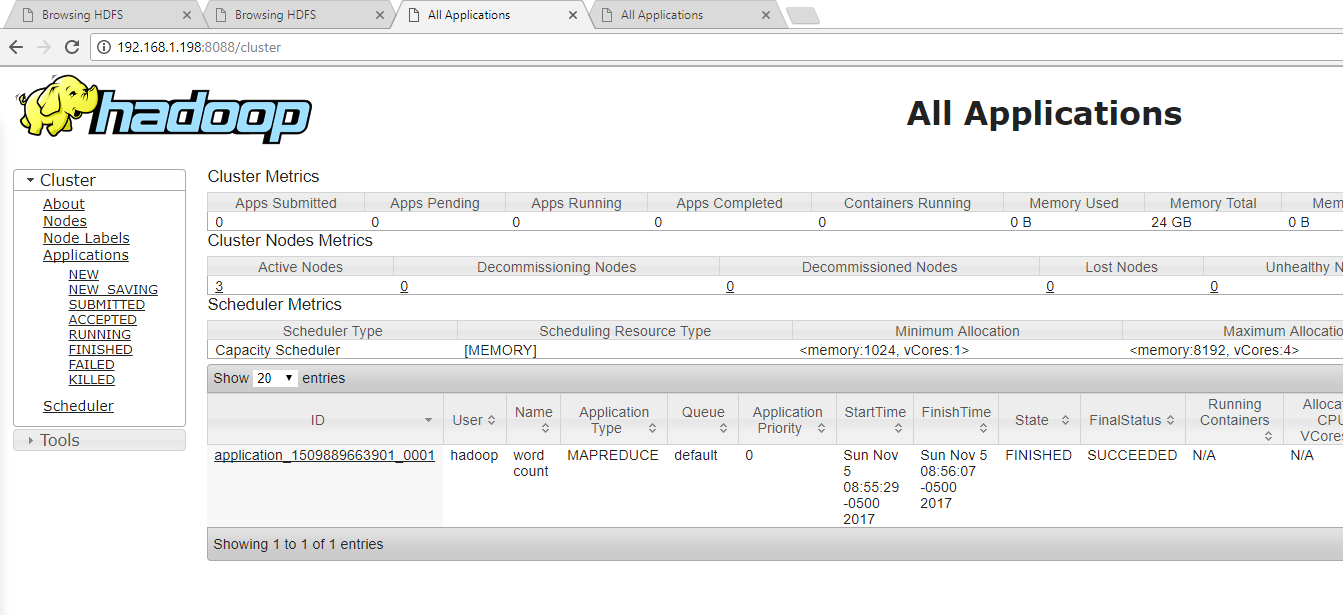 Browsing HDFS
Browsing HDFS
All Applications
All Applications
192.168.1.198:8088/cluster
hadoop
All Applications
Cluster
About
Nodes
Node Labels
Applications
NEW
NEW_SAVING
SUBMITTED
ACCEPTED
RUNNING
FINISHED
FAILED
KILLED
Scheduler
Tools
Cluster Metrics
Apps Submitted Apps Pending Apps Running Apps Completed Containers Running Memory Used Memory Total Mem
0 0 0 0 0 0 B 24 GB 0 B
Cluster Nodes Metrics
Active Nodes Decommissioning Nodes Decommissioned Nodes Lost Nodes Unhealthy N
3 0 0 0 0
Scheduler Metrics
Scheduler Type Scheduling Resource Type Minimum Allocation Maximum Allocatio
Capacity Scheduler [MEMORY] <memory:1024, vCores:1> <memory:8192, vCores:4>
Show 20 entries
ID User Name Application Type Queue Application Priority StartTime FinishTime State FinalStatus Running Containers Alloca CPU VCores
application_1509889663901_0001 hadoop word count MAPREDUCE default 0 Sun Nov 5 08:55:29 -0500 2017 Sun Nov 5 08:56:07 -0500 2017 FINISHED SUCCEEDED N/A N/A
Showing 1 to 1 of 1 entries